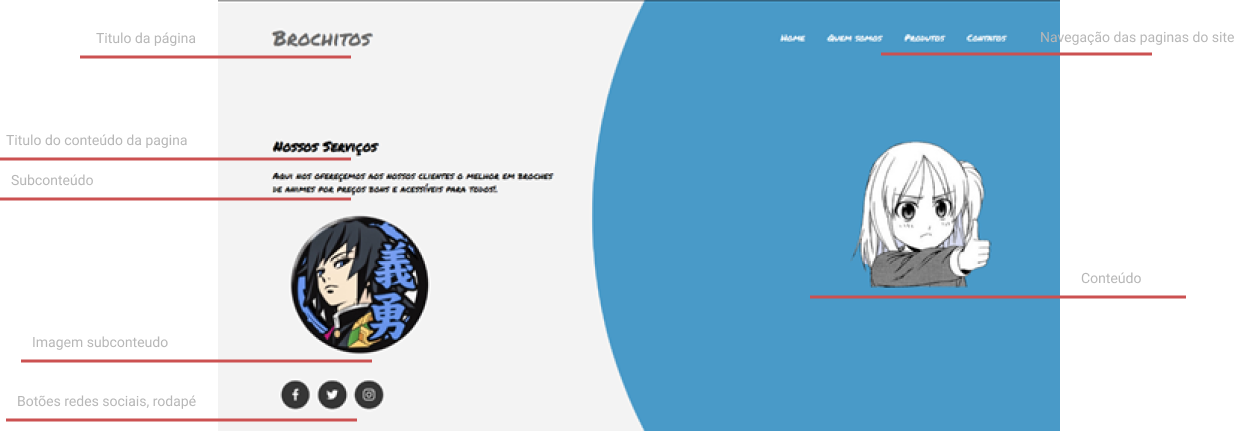 Titulo da página
BROCHITOS
HOME QUEM SOMOS PRODUTOS CONTATOS
Navegação das paginas do site
Titulo do conteúdo da pagina
NOSSOS SERVIÇOS
Subconteúdo
AQUI NOS OFEREÇEMOS AOS NOSSOS CLIENTES O MELHOR EM BROCHES
DE ANIMES POR PREÇOS BONS E ACESSÍVEIS PARA TODOS!.
義勇
Conteúdo
Imagem subconteudo
Botões redes sociais, rodapé